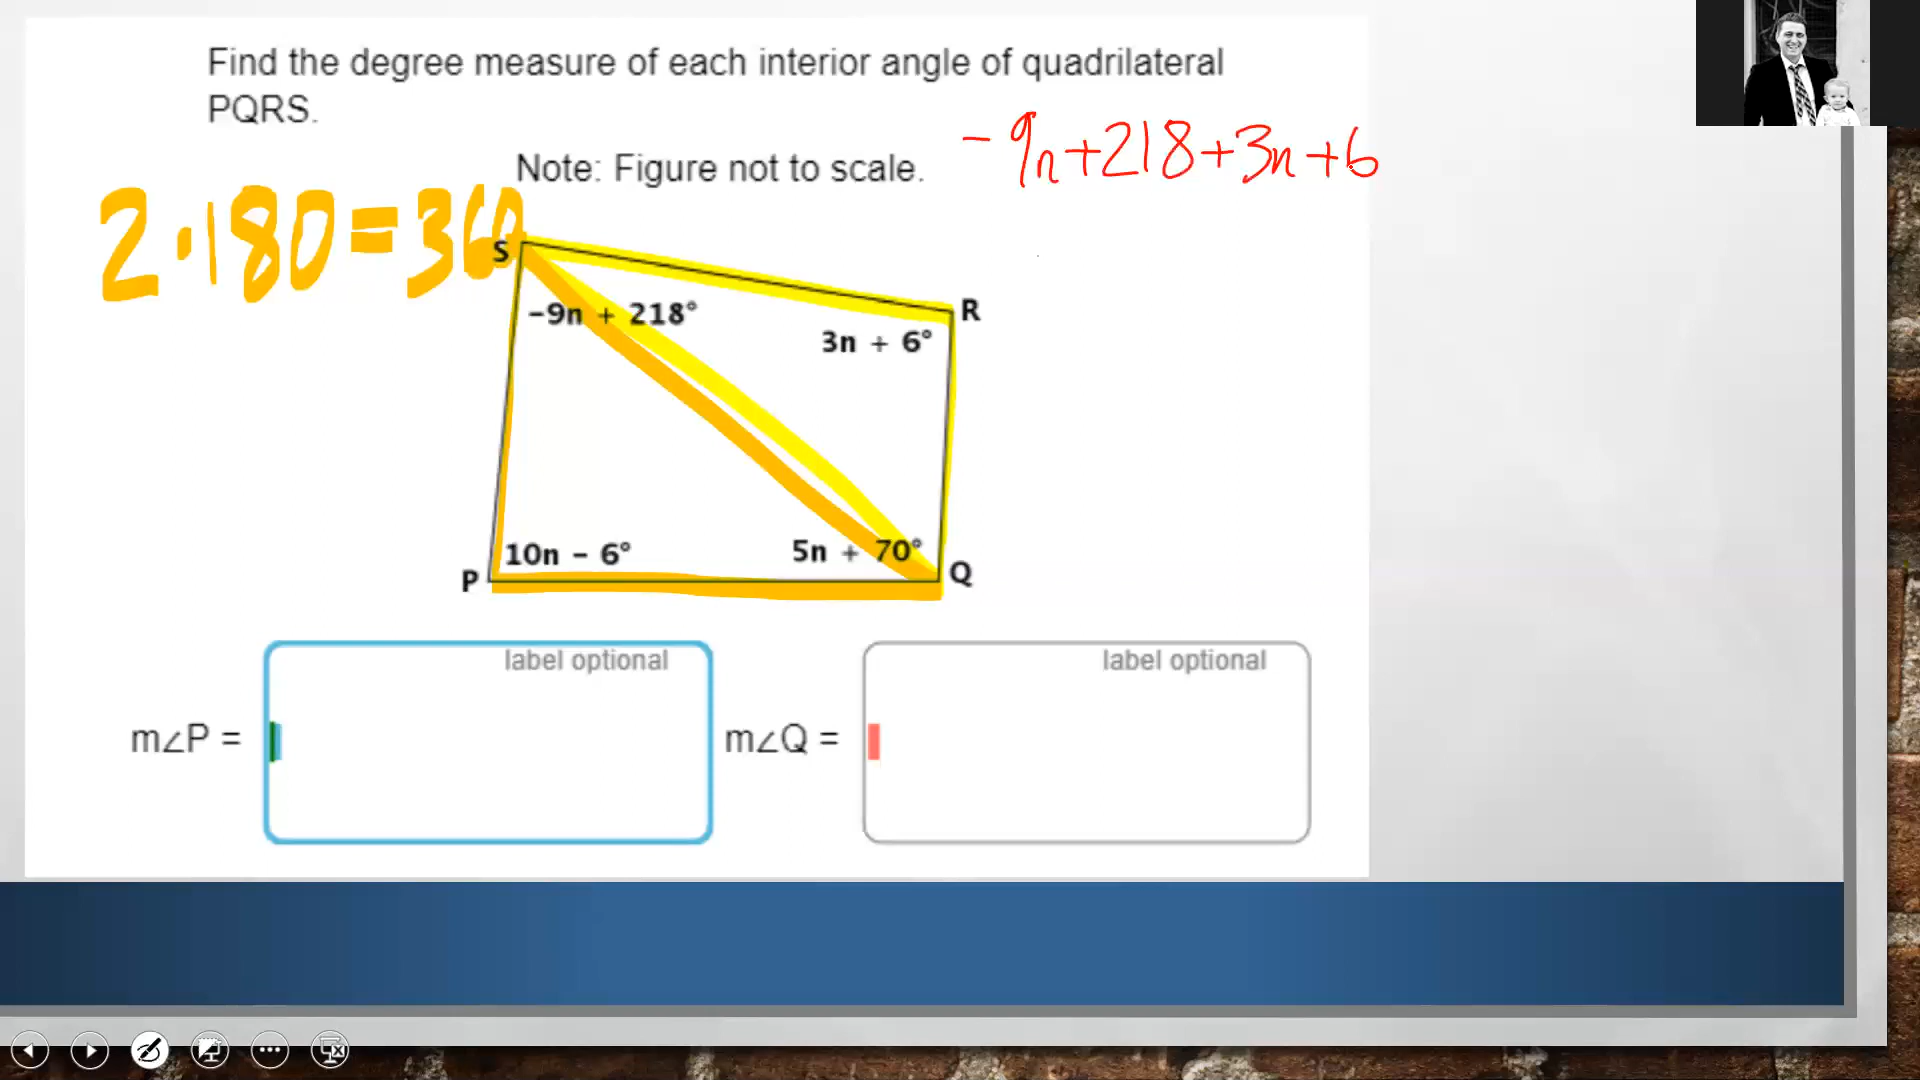 Find the degree measure of each interior angle of quadrilateral
PQRS.
-9n+218+3n+6
Note: Figure not to scale.
2·180=360
S
R
-9n + 218°
3n + 6°
10n - 6°
5n + 70°
P
Q
label optional
label optional
m∠P =
m∠Q =